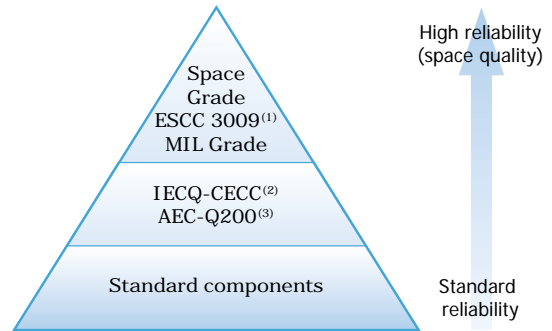 Space
Grade
ESCC 3009(1)
MIL Grade
IECQ-CECC(2)
AEC-Q200(3)
Standard components
High reliability
(space quality)
Standard
reliability